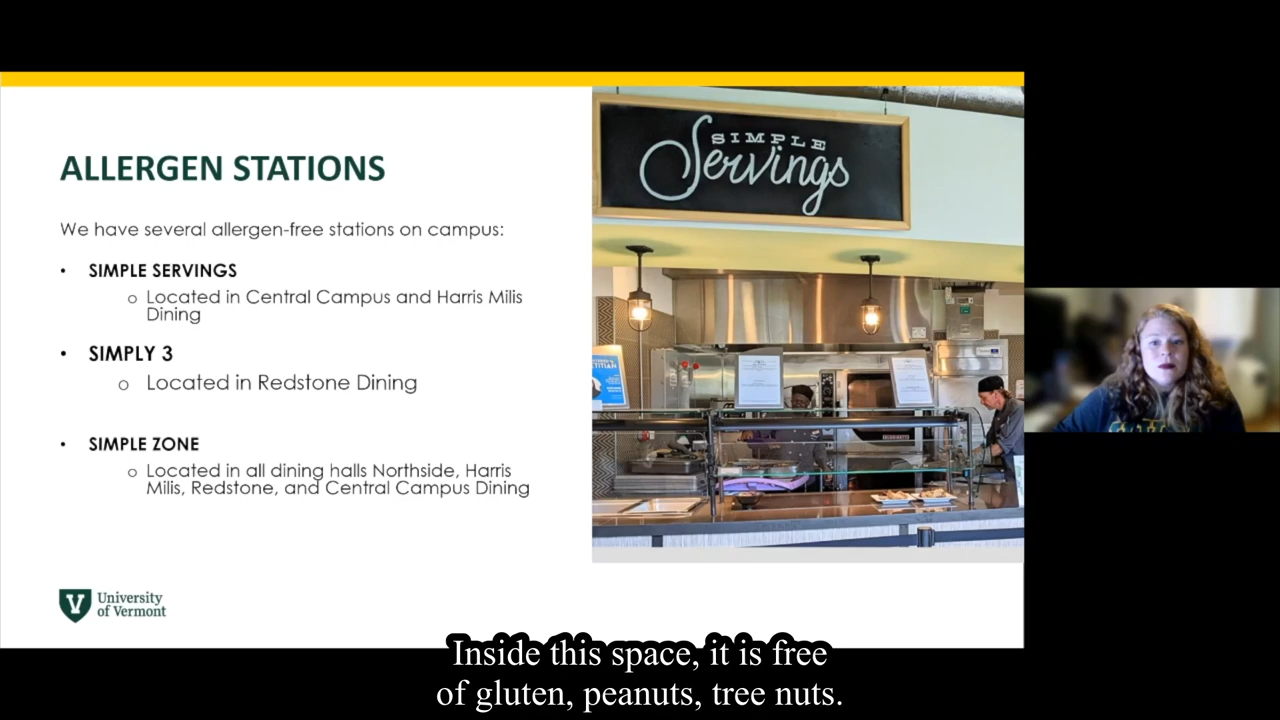 SIMPLE
Servings
ALLERGEN STATIONS
We have several allergen-free stations on campus:
• SIMPLE SERVINGS
o Located in Central Campus and Harris Milis
Dining
• SIMPLY 3
o Located in Redstone Dining
• SIMPLE ZONE
o Located in all dining halls Northside, Harris
Milis, Redstone, and Central Campus Dining
V University
of Vermont
Inside this space, it is free
of gluten, peanuts, tree nuts.